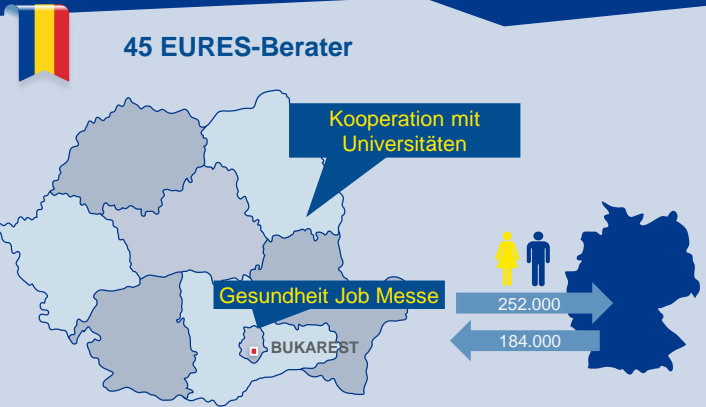 45 EURES-Berater
Kooperation mit
Universitäten
Gesundheit Job Messe
252.000
184.000
BUKAREST